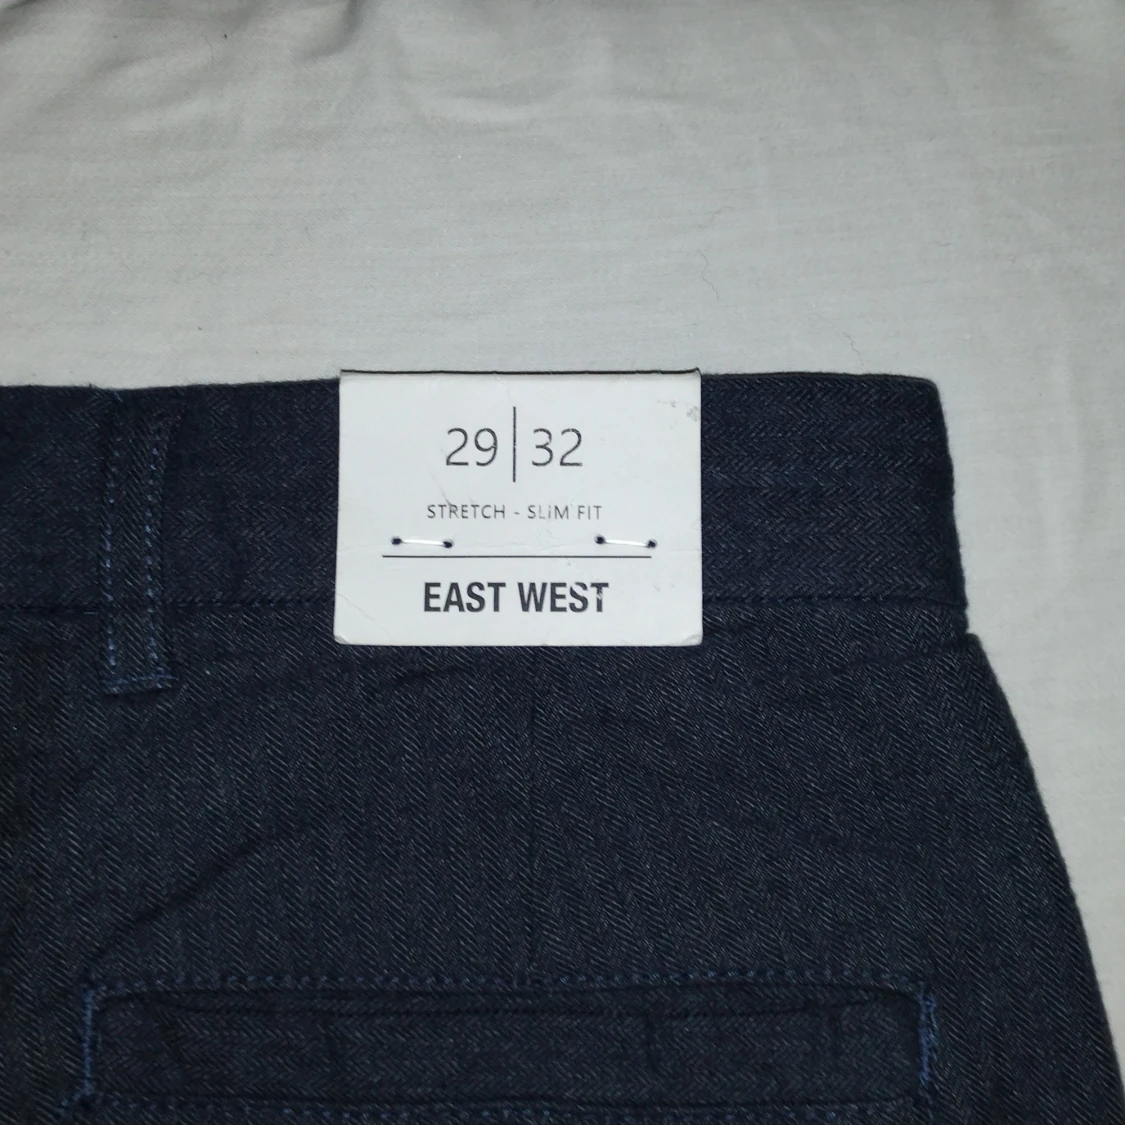 29|32
STRETCH - SLIM FIT
EAST WEST